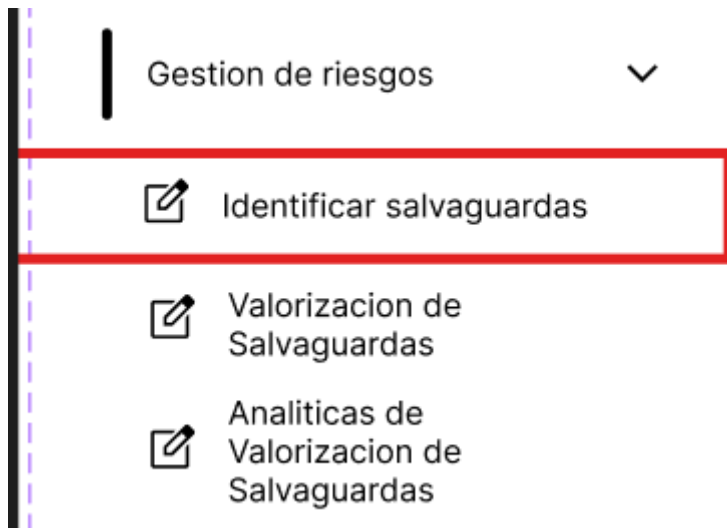 Gestion de riesgos
Identificar salvaguardas
Valorizacion de
Salvaguardas
Analiticas de
Valorizacion de
Salvaguardas